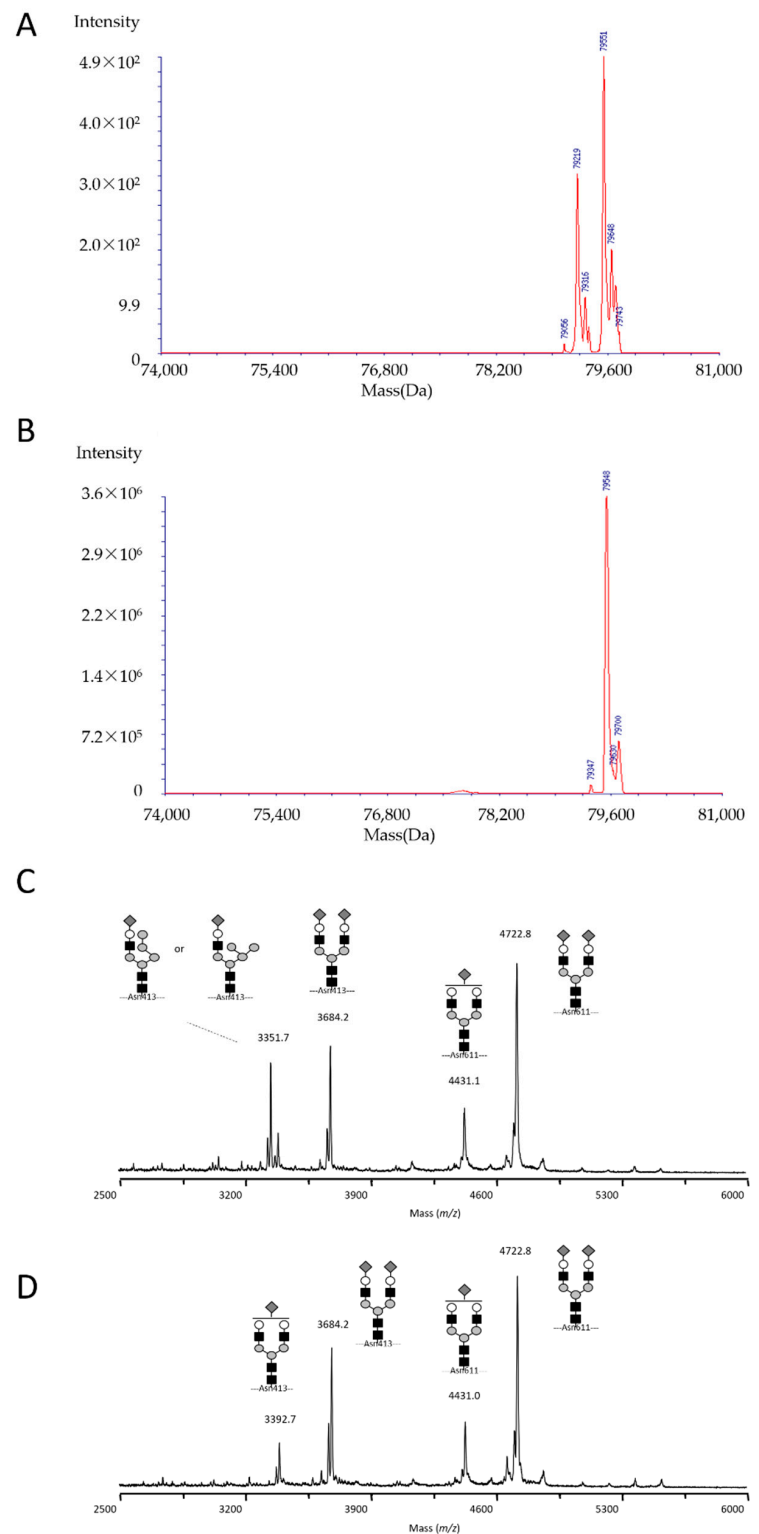 A
Intensity
4.9×10²
4.0×10²
3.0×10²
2.0×10²
9.9
0
79056
79219
79316
79551
79648
79743
74,000 75,400 76,800 78,200 79,600 81,000
Mass(Da)
B
Intensity
3.6×10⁶
2.9×10⁶
2.2×10⁶
1.4×10⁶
7.2×10⁵
0
79347
79548
79630
79700
74,000 75,400 76,800 78,200 79,600 81,000
Mass(Da)
C
or
---Asn413---
---Asn413---
---Asn413---
---Asn611---
---Asn611---
3351.7
3684.2
4431.1
4722.8
2500 3200 3900 4600 5300 6000
Mass (m/z)
D
---Asn413---
---Asn413---
---Asn611---
---Asn611---
3392.7
3684.2
4431.0
4722.8
2500 3200 3900 4600 5300 6000
Mass (m/z)